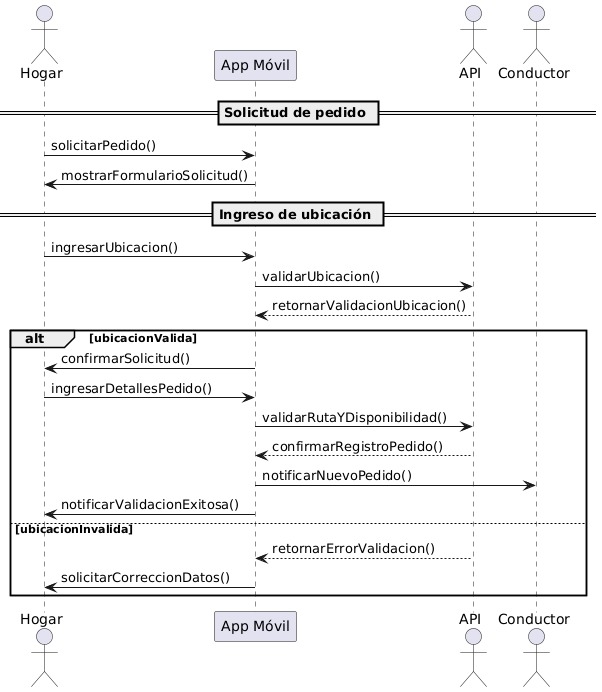 Hogar
App Móvil
API
Conductor
Solicitud de pedido
solicitarPedido()
mostrarFormularioSolicitud()
Ingreso de ubicación
ingresarUbicacion()
validarUbicacion()
retornarValidacionUbicacion()
alt [ubicacionValida]
confirmarSolicitud()
ingresarDetallesPedido()
validarRutaYDisponibilidad()
confirmarRegistroPedido()
notificarNuevoPedido()
notificarValidacionExitosa()
[ubicacionInvalida]
retornarErrorValidacion()
solicitarCorreccionDatos()
Hogar
App Móvil
API
Conductor